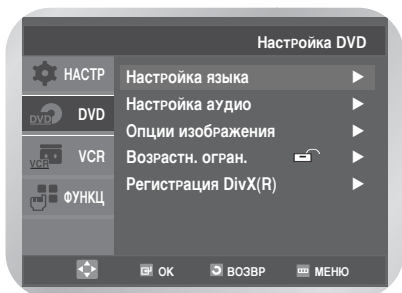 Настройка DVD
НАСТР
Настройка языка ►
DVD
DVD
Настройка аудио ►
Опции изображения ►
VCR
VCR
Возрастн. огран. ►
ФУНКЦ
Регистрация DivX(R) ►
ОК
ВОЗВР
МЕНЮ